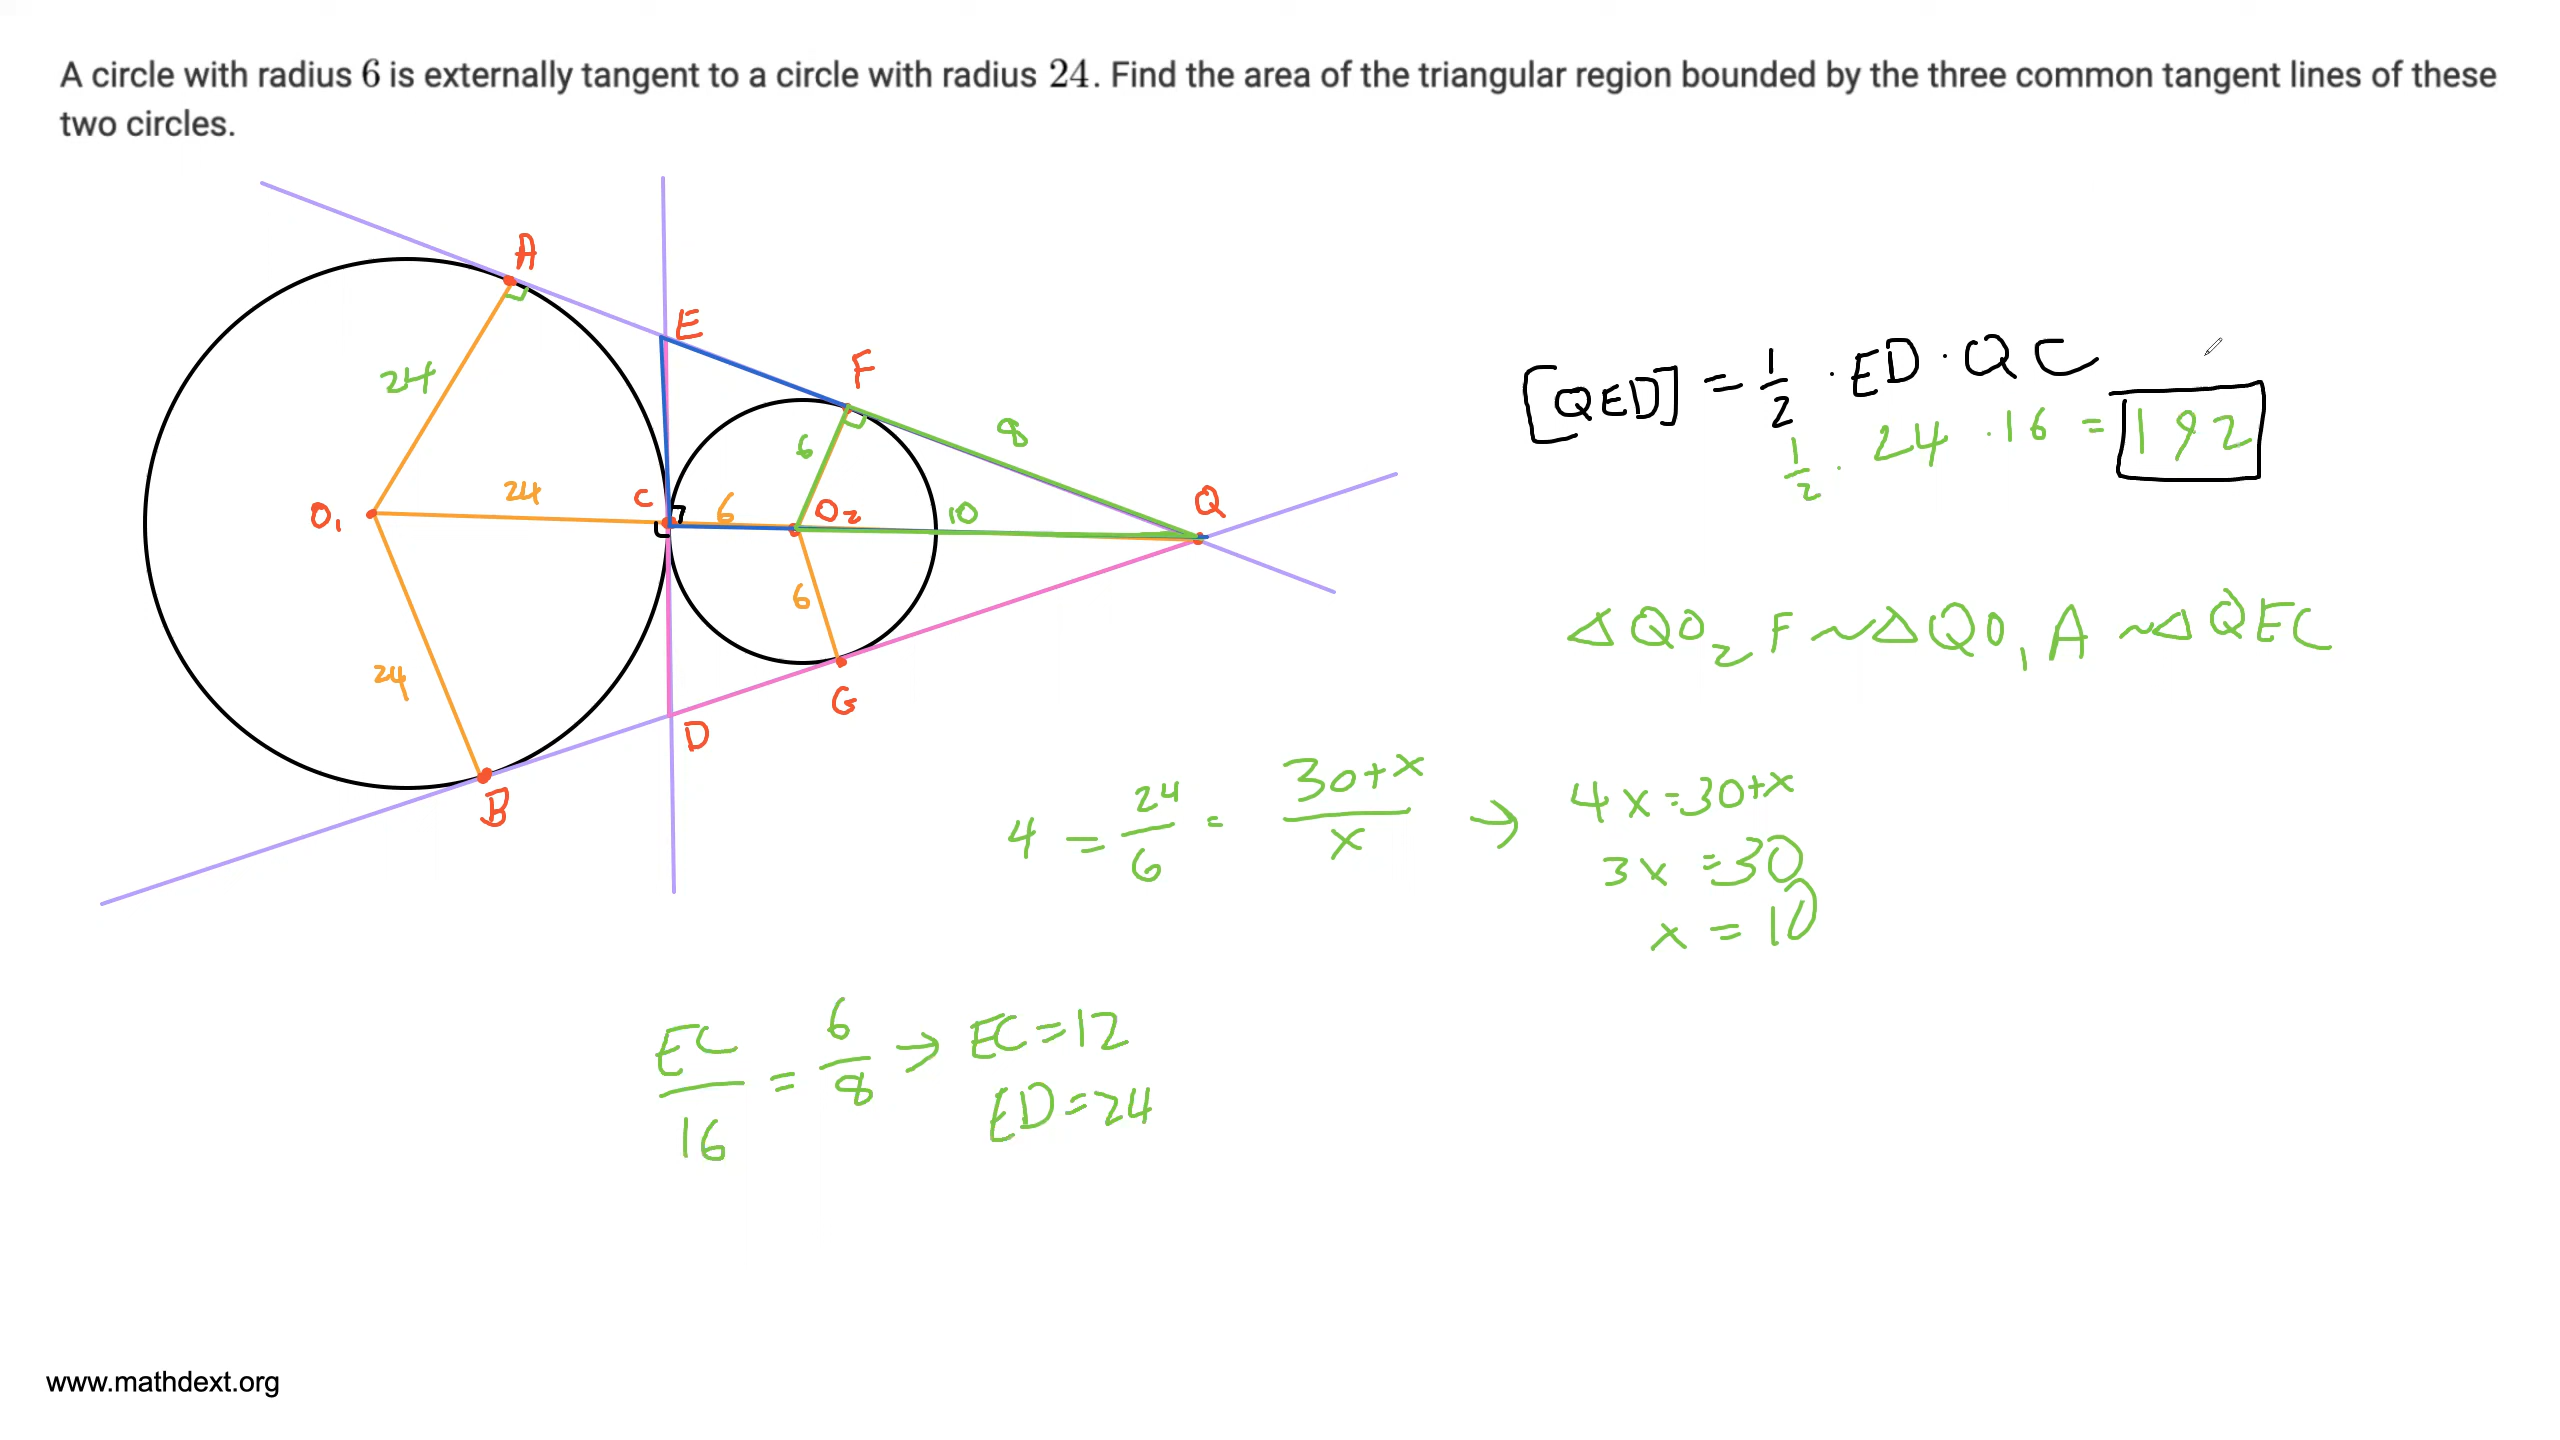 A circle with radius 6 is externally tangent to a circle with radius 24. Find the area of the triangular region bounded by the three common tangent lines of these
two circles.
A
E
F
24
8
6
O₁
24
C
6
O₂
10
Q
6
24
G
D
B
[QED] = 1/2 · ED · QC
1/2 · 24 · 16 = 192
△QO₂F ~ △QO₁A ~ △QEC
4 = 24/6 = (30+x)/x → 4x=30+x
3x=30
x=10
EC/16 = 6/8 → EC=12
ED=24
www.mathdext.org